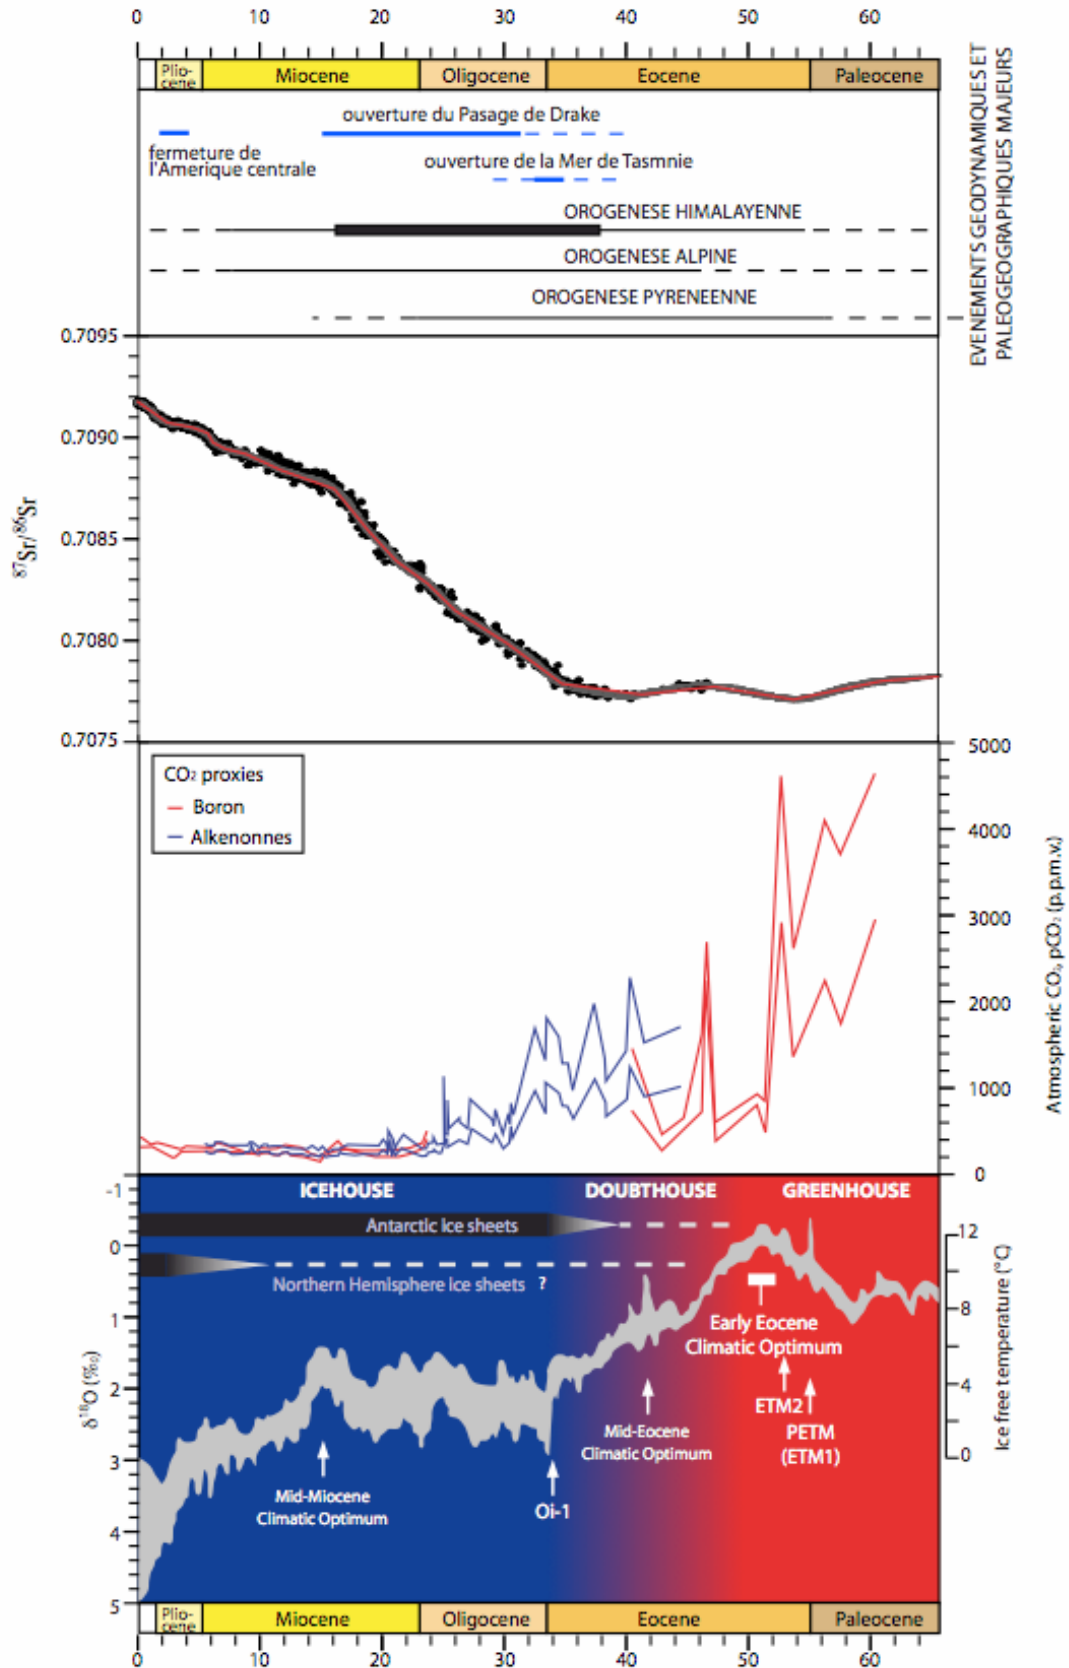 0 10 20 30 40 50 60
Plio-
cene
Miocene
Oligocene
Eocene
Paleocene
EVENEMENTS GEODYNAMIQUES ET
PALEOGEOGRAPHIQUES MAJEURS
ouverture du Pasage de Drake
fermeture de
l'Amerique centrale
ouverture de la Mer de Tasmnie
OROGENESE HIMALAYENNE
OROGENESE ALPINE
OROGENESE PYRENEENNE
0.7095
0.7090
0.7085
0.7080
0.7075
⁸⁷Sr/⁸⁶Sr
CO₂ proxies
Boron
Alkenonnes
5000
4000
3000
2000
1000
0
Atmospheric CO₂, pCO₂ (p.p.m.v.)
ICEHOUSE DOUBTHOUSE GREENHOUSE
Antarctic ice sheets
Northern Hemisphere ice sheets ?
-1
0
1
2
3
4
5
δ¹⁸O (‰)
12
8
4
0
Ice free temperature (°C)
Early Eocene
Climatic Optimum
ETM2
PETM
(ETM1)
Mid-Eocene
Climatic Optimum
Oi-1
Mid-Miocene
Climatic Optimum
Plio-
cene
Miocene
Oligocene
Eocene
Paleocene
0 10 20 30 40 50 60